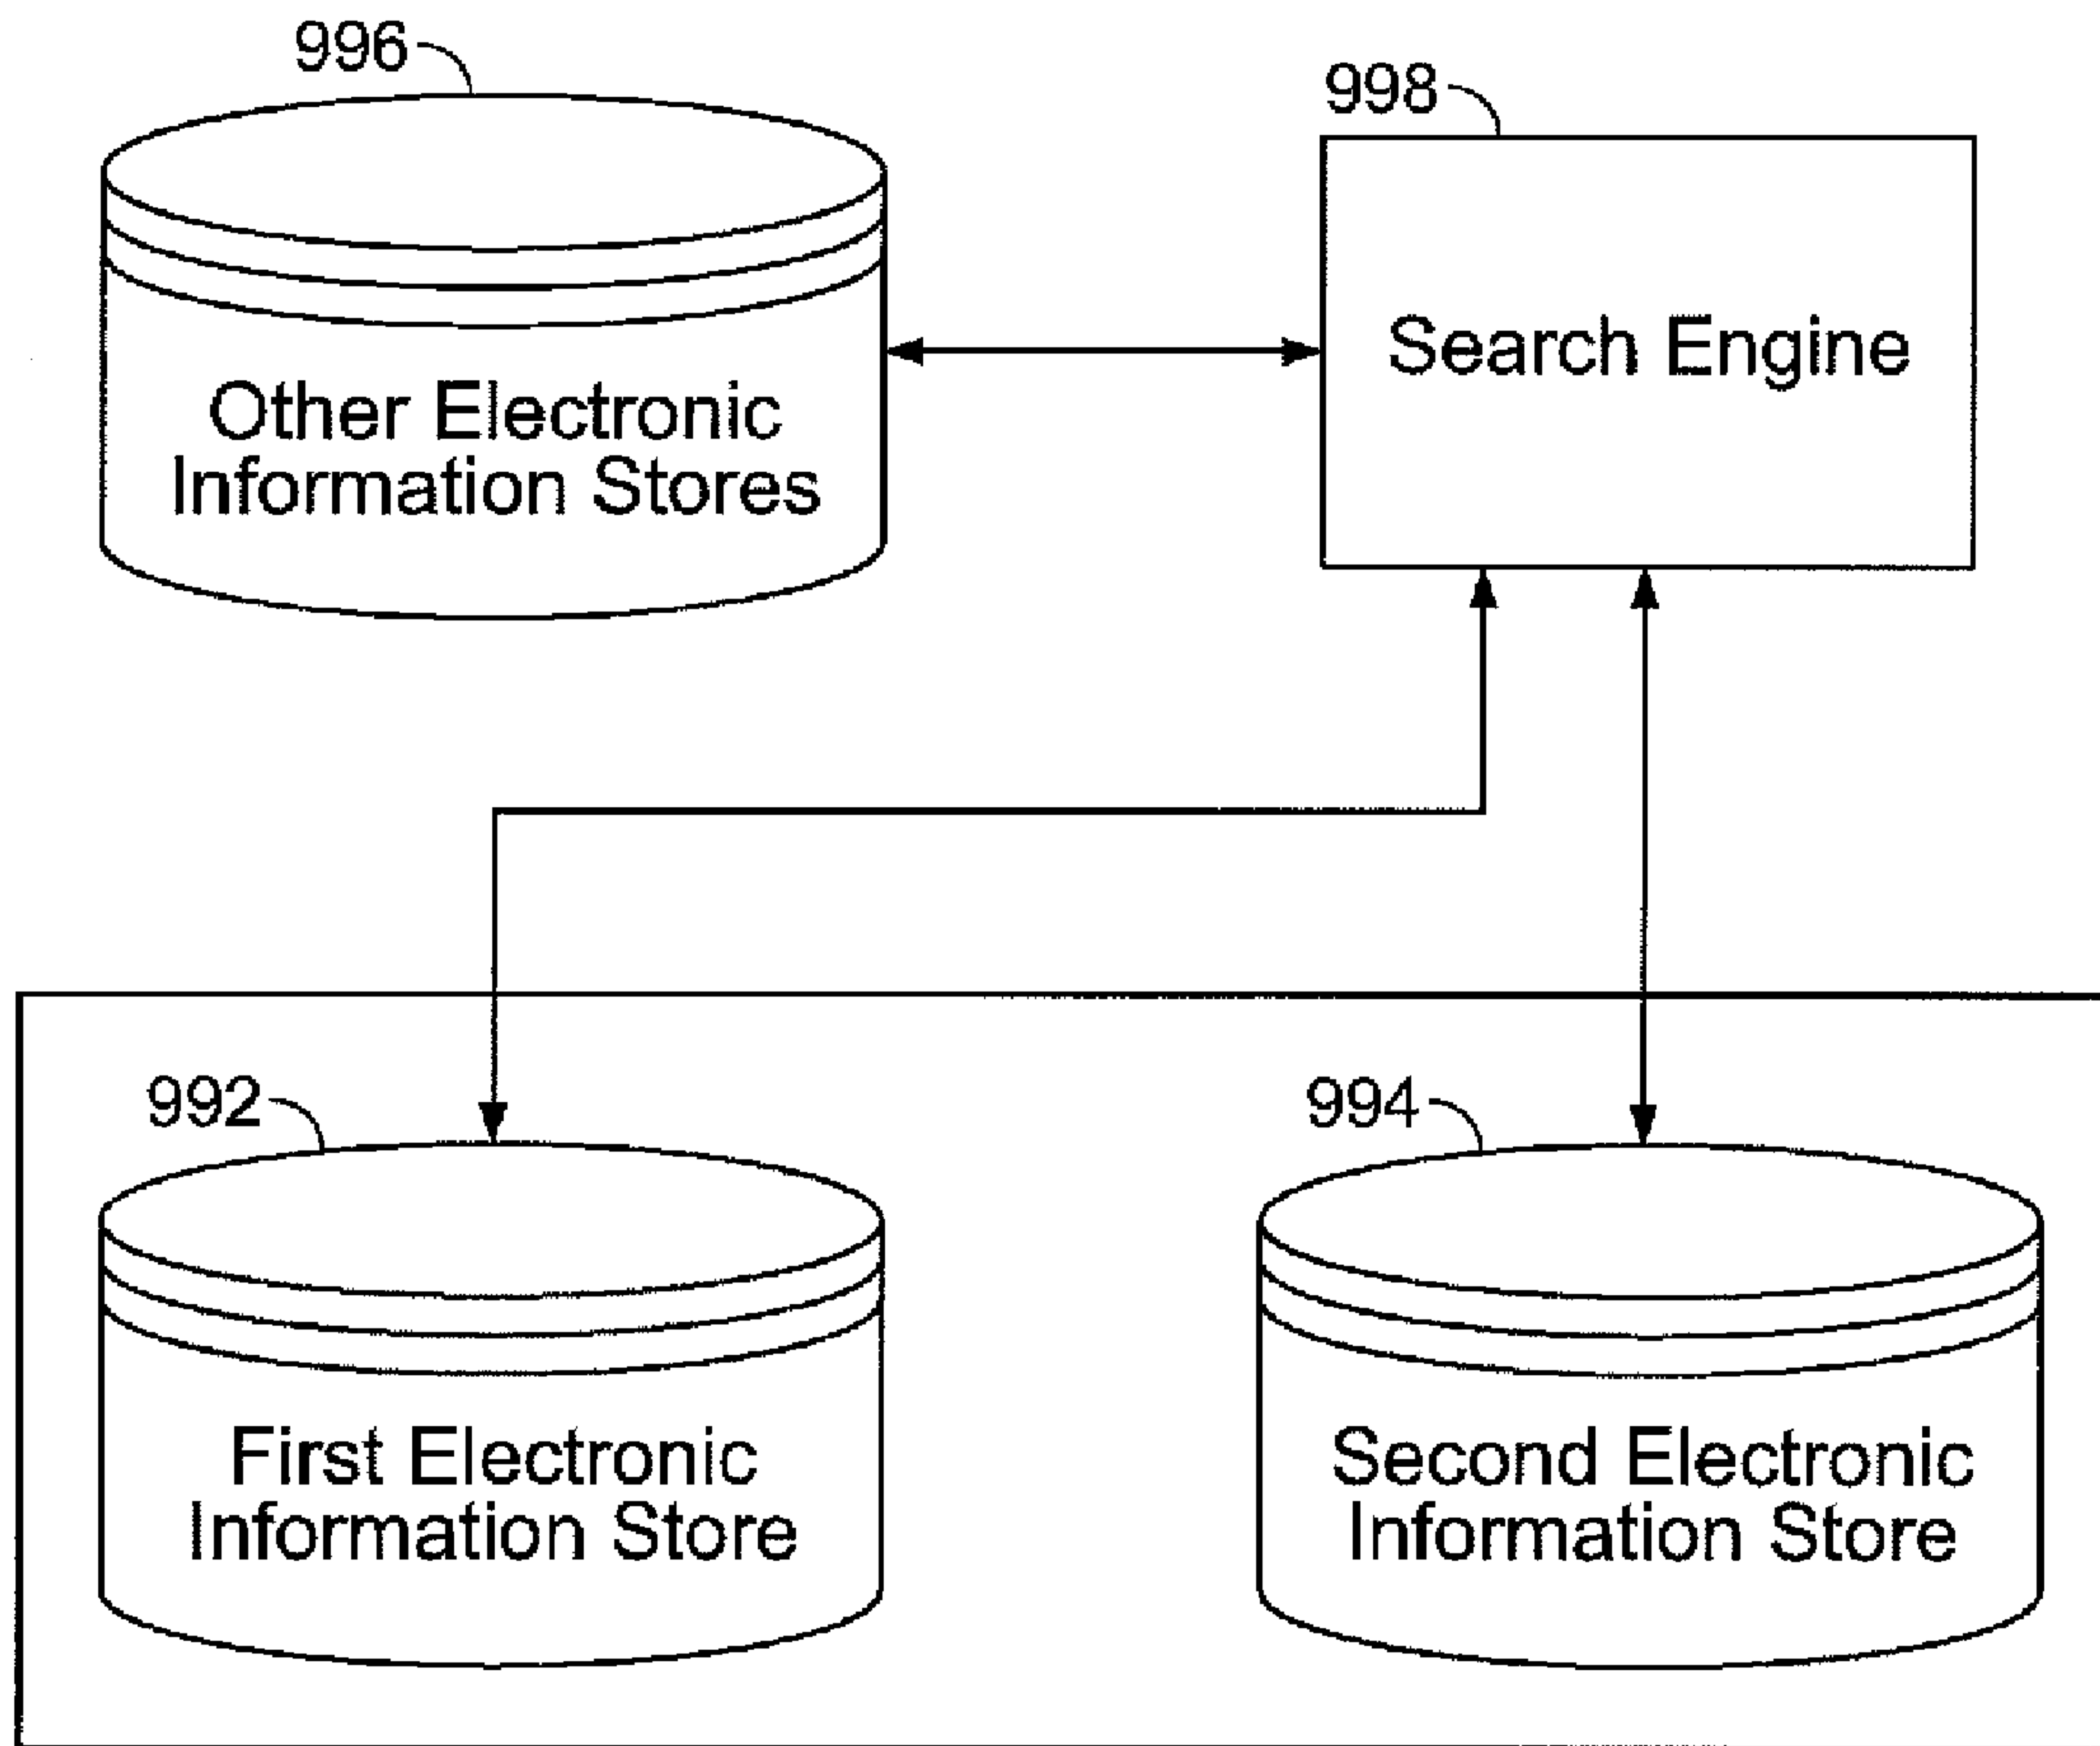 996
998
Other Electronic
Information Stores
Search Engine
992
994
First Electronic
Information Store
Second Electronic
Information Store